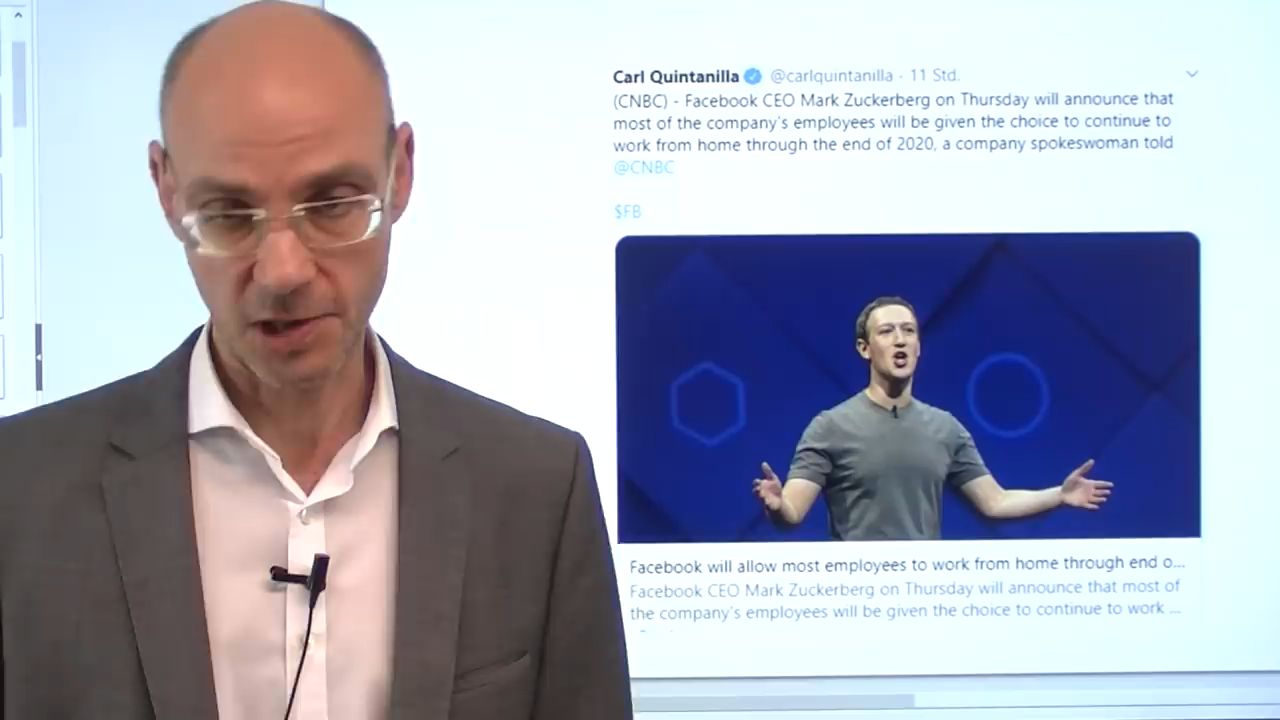 Carl Quintanilla @carlquintanilla · 11 Std.
(CNBC) - Facebook CEO Mark Zuckerberg on Thursday will announce that
most of the company's employees will be given the choice to continue to
work from home through the end of 2020, a company spokeswoman told
@CNBC
$FB
Facebook will allow most employees to work from home through end o...
Facebook CEO Mark Zuckerberg on Thursday will announce that most of
the company's employees will be given the choice to continue to work ...